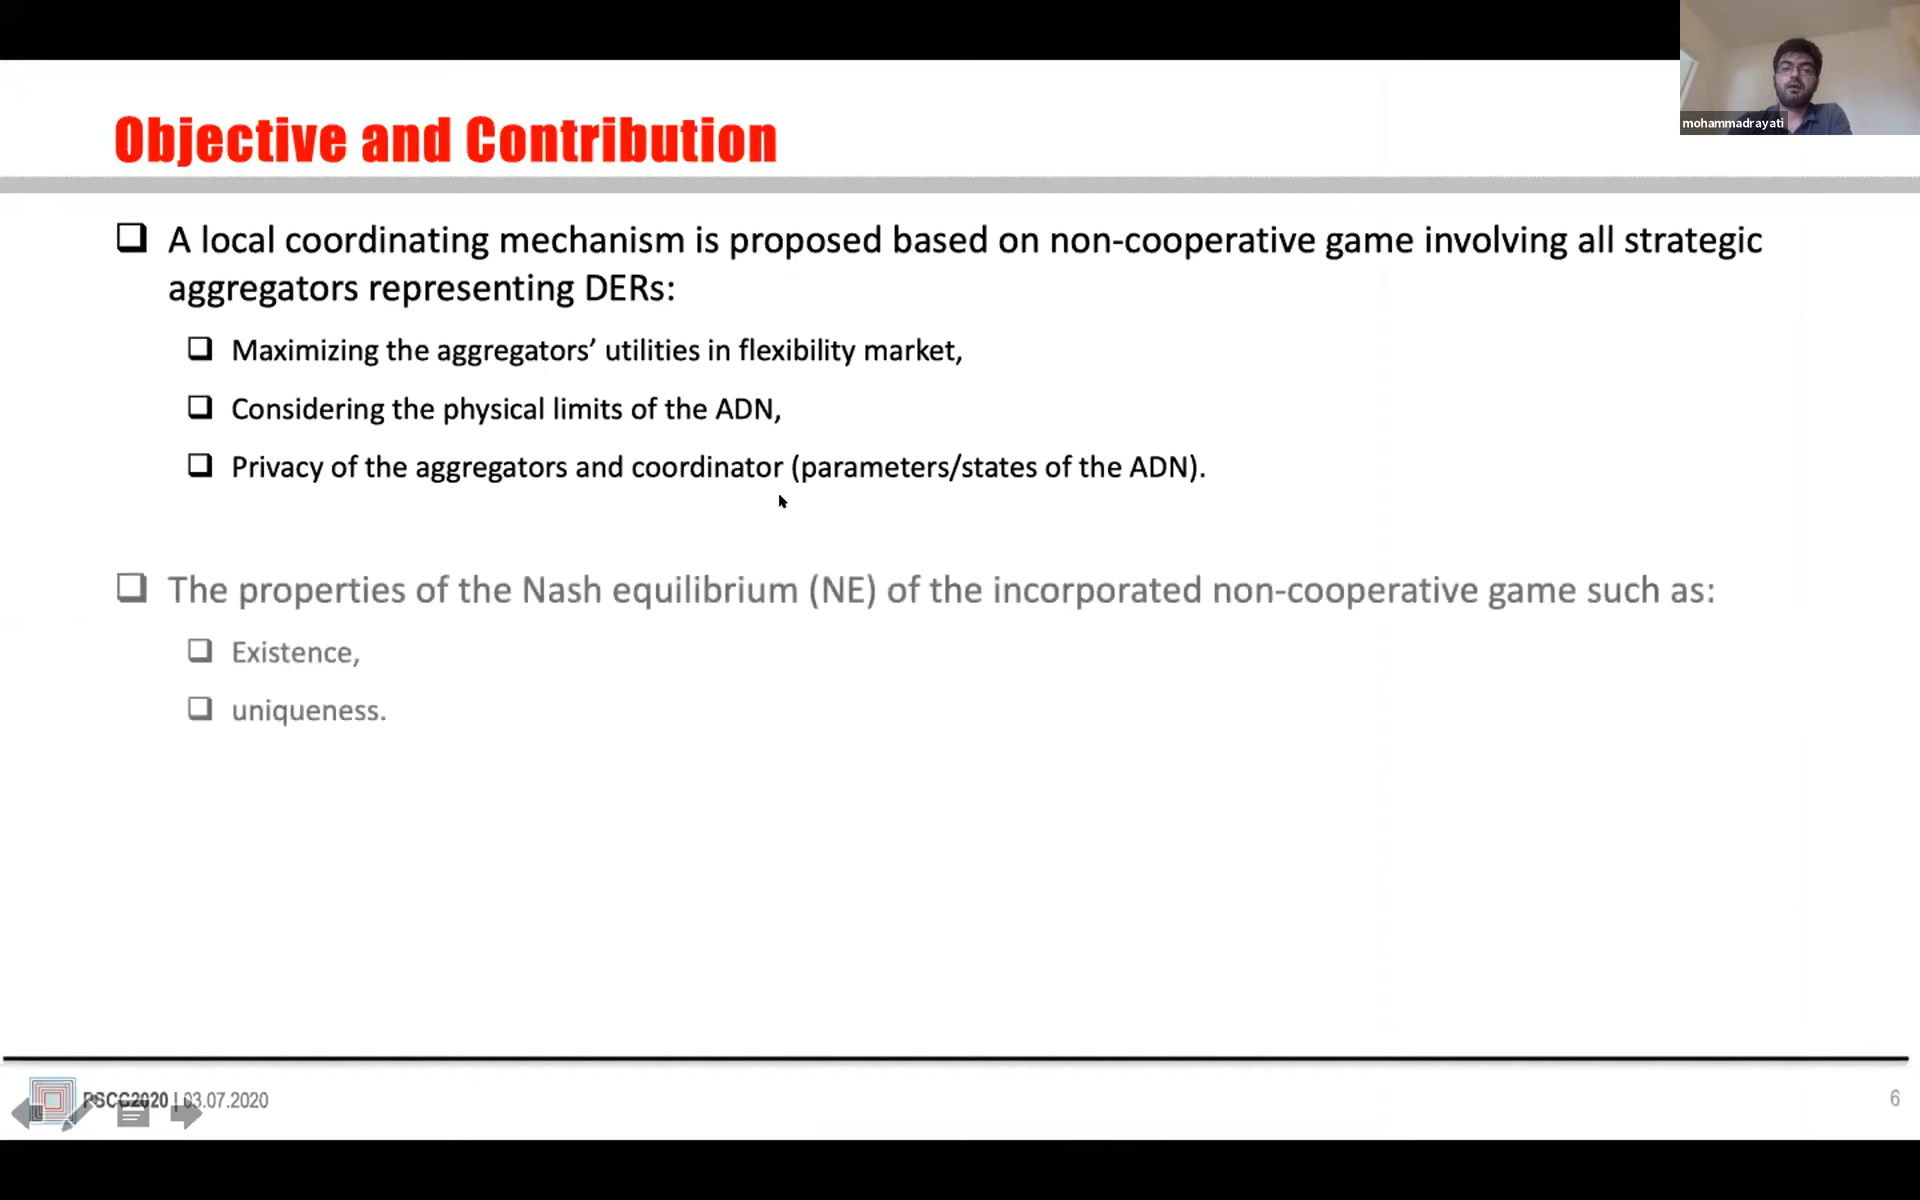 mohammadrayati
Objective and Contribution
A local coordinating mechanism is proposed based on non-cooperative game involving all strategic
aggregators representing DERs:
Maximizing the aggregators’ utilities in flexibility market,
Considering the physical limits of the ADN,
Privacy of the aggregators and coordinator (parameters/states of the ADN).
The properties of the Nash equilibrium (NE) of the incorporated non-cooperative game such as:
Existence,
uniqueness.
PSCC2020 | 03.07.2020
6